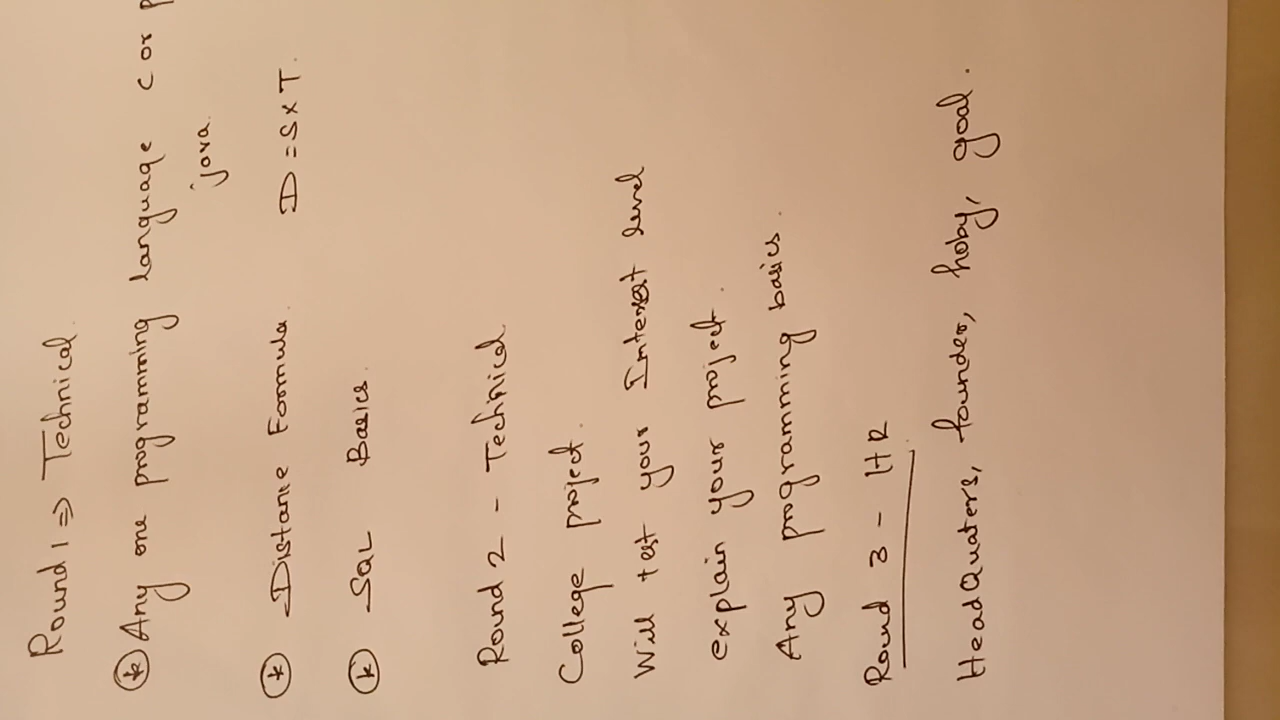 Round 1 => Technical
* Any one programming language C or
java.
* Distance Formula. D = S x T.
* SQL Basics.
Round 2 - Technical
College project.
Will test your Interest level
explain your project.
Any programming basics.
Round 3 - HR
HeadQuaters, founder, hoby, goal.